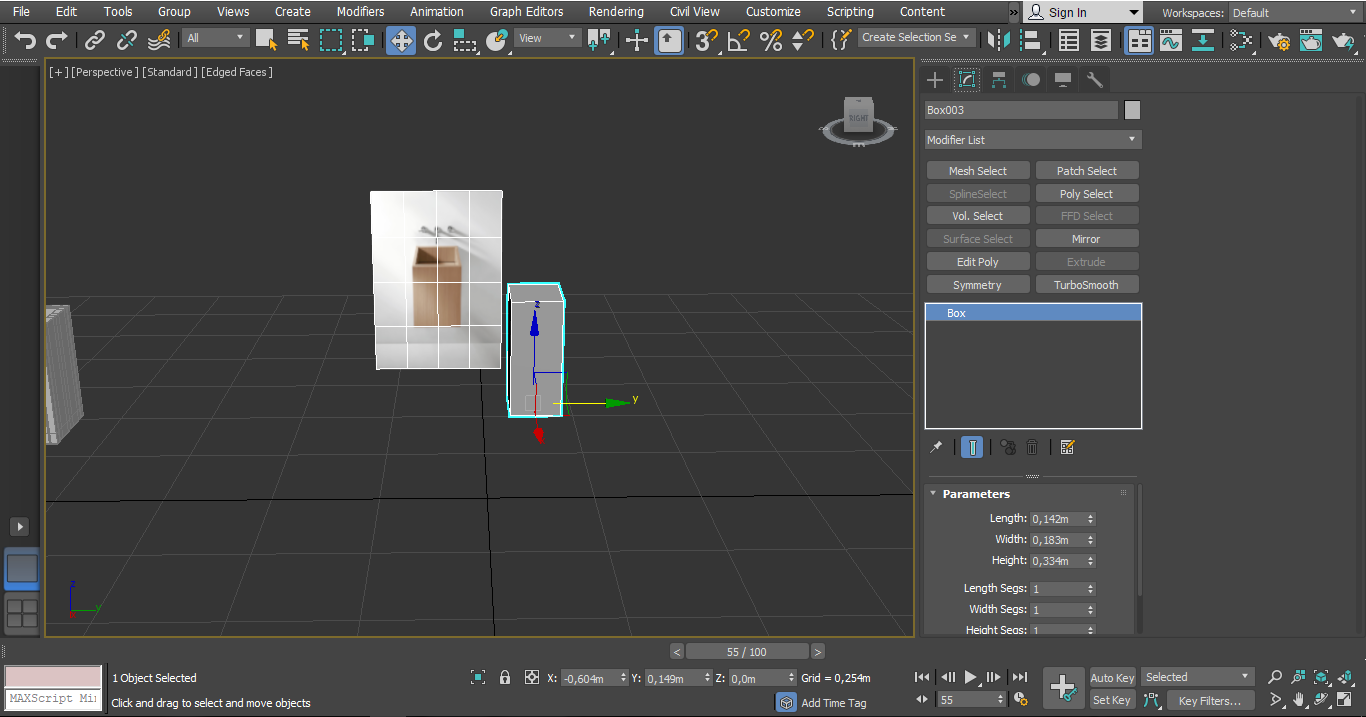 File Edit Tools Group Views Create Modifiers Animation Graph Editors Rendering Civil View Customize Scripting Content » Sign In Workspaces: Default
All View 3 Create Selection Se
[+] [Perspective] [Standard] [Edged Faces]
RIGHT
Box003
Modifier List
Mesh Select Patch Select
SplineSelect Poly Select
Vol. Select FFD Select
Surface Select Mirror
Edit Poly Extrude
Symmetry TurboSmooth
Box
z
y
Parameters
Length: 0,142m
Width: 0,183m
Height: 0,334m
Length Segs: 1
Width Segs: 1
Height Segs: 1
z
y
< 55 / 100 >
1 Object Selected X: -0,604m Y: 0,149m Z: 0,0m Grid = 0,254m Auto Key Selected
MAXScript Mi
Click and drag to select and move objects Add Time Tag 55 Set Key Key Filters...